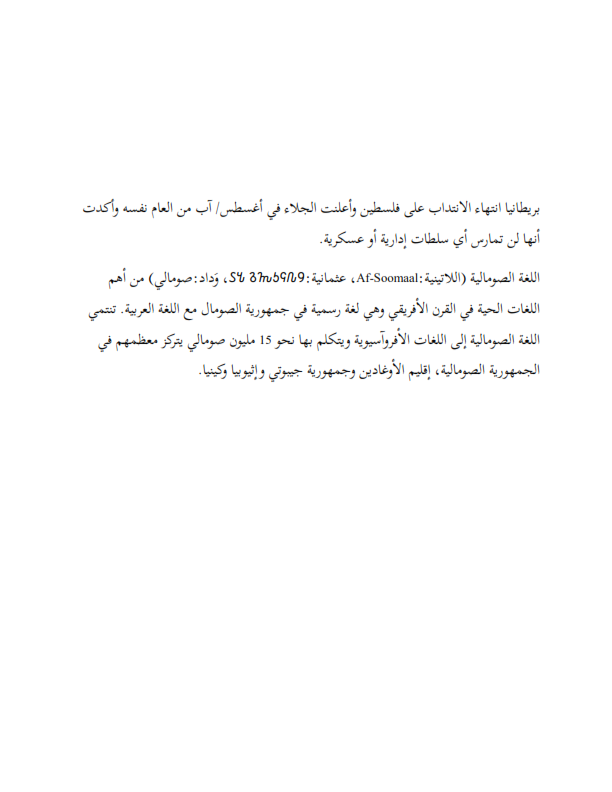 بريطانيا انتهاء الانتداب على فلسطين وأعلنت الجلاء في أغسطس/ آب من العام نفسه وأكدت
أنها لن تمارس أي سلطات إدارية أو عسكرية.
اللغة الصومالية (اللاتينية:Af-Soomaal، عثمانية:، وَداد:صومالي) من أهم
اللغات الحية في القرن الأفريقي وهي لغة رسمية في جمهورية الصومال مع اللغة العربية. تنتمي
اللغة الصومالية إلى اللغات الأفروآسيوية ويتكلم بها نحو 15 مليون صومالي يتركز معظمهم في
الجمهورية الصومالية، إقليم الأوغادين وجمهورية جيبوتي وإثيوبيا وكينيا.